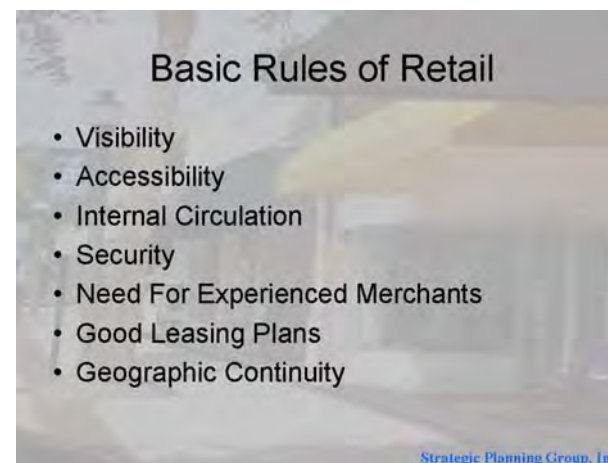 Basic Rules of Retail
• Visibility
• Accessibility
• Internal Circulation
• Security
• Need For Experienced Merchants
• Good Leasing Plans
• Geographic Continuity
Strategic Planning Group, In